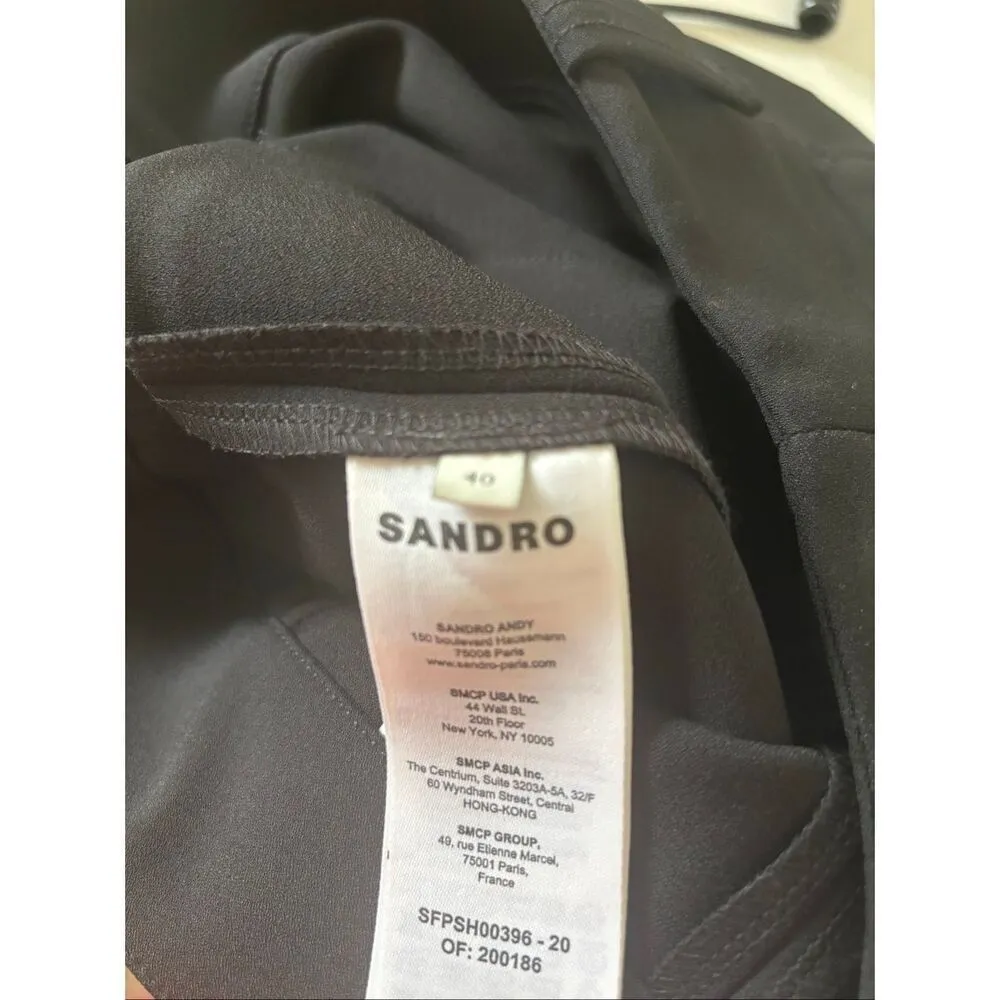 40
SANDRO
SANDRO ANDY
150 boulevard Haussmann
75008 Paris
www.sandro-paris.com
SMCP USA Inc.
44 Wall St.
20th Floor
New York, NY 10005
SMCP ASIA Inc.
The Centrium, Suite 3203A-5A, 32/F
60 Wyndham Street, Central
HONG-KONG
SMCP GROUP,
49, rue Etienne Marcel,
75001 Paris,
France
SFPSH00396 - 20
OF: 200186